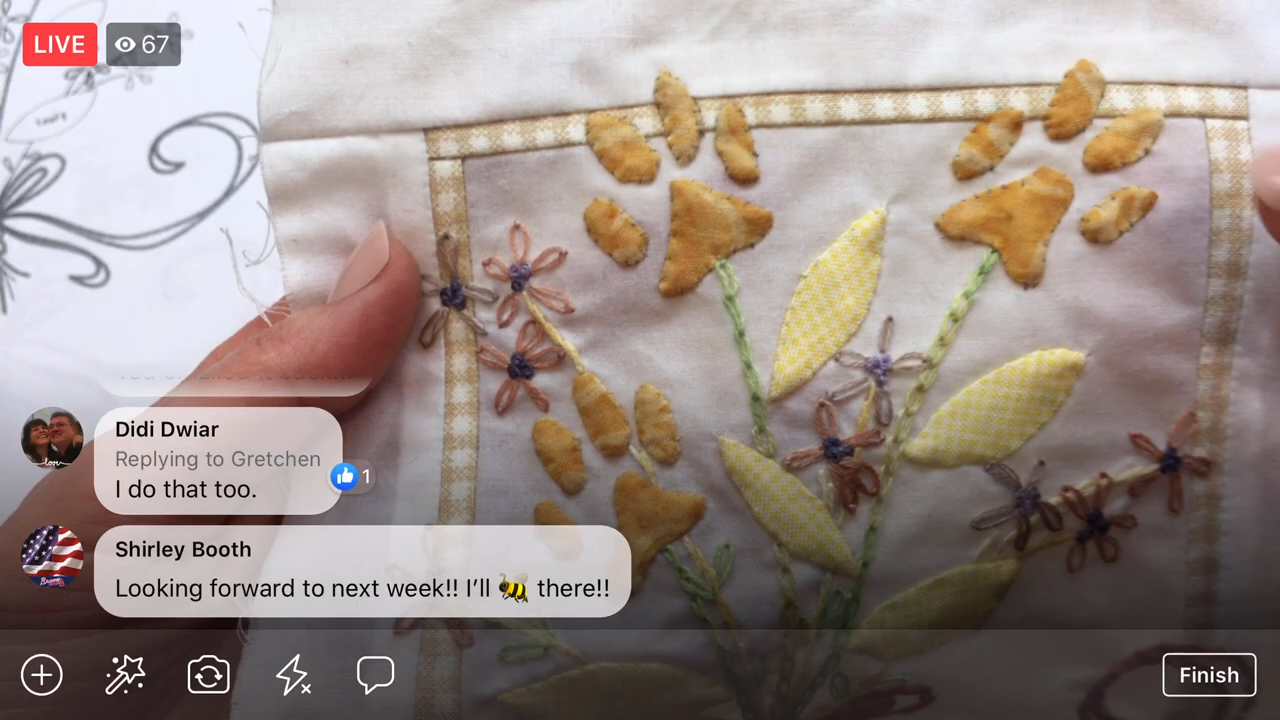 LIVE 67
Didi Dwiar
Replying to Gretchen
I do that too.
1
Shirley Booth
Looking forward to next week!! I'll 🐝 there!!
Finish